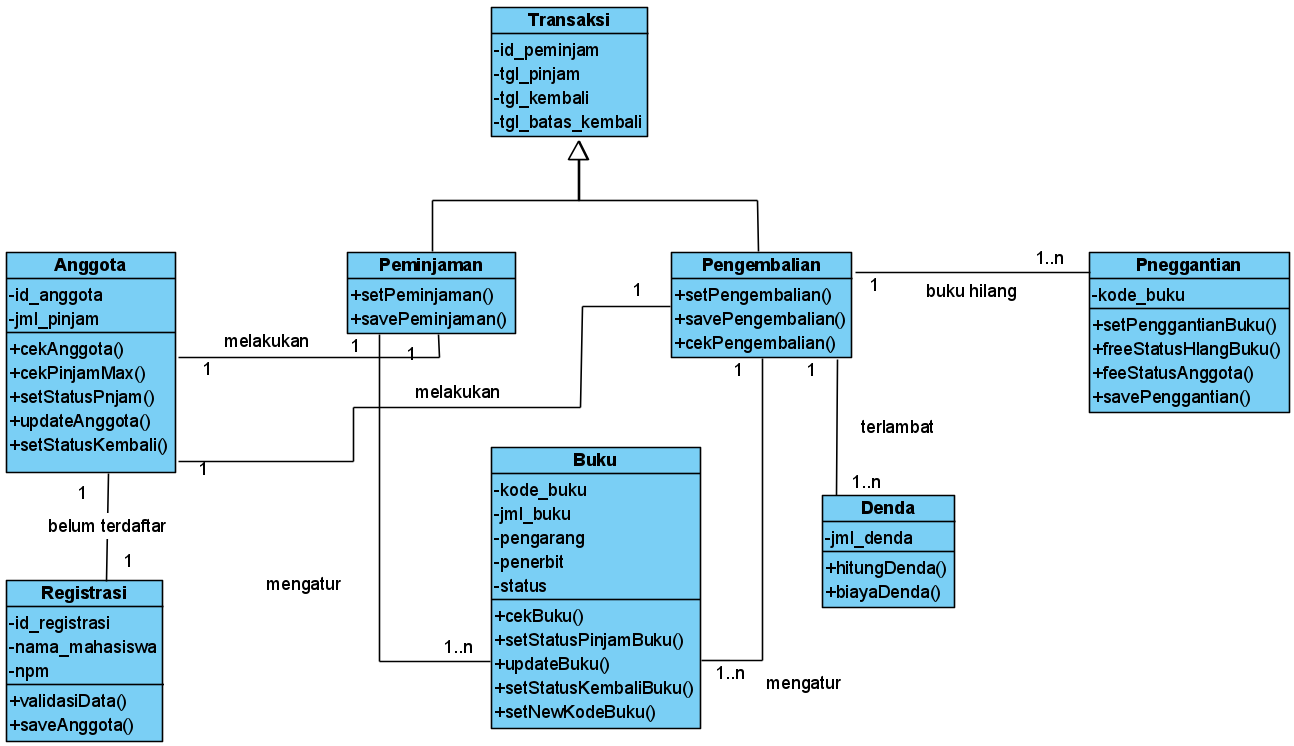 Transaksi
-id_peminjam
-tgl_pinjam
-tgl_kembali
-tgl_batas_kembali
Anggota
-id_anggota
-jml_pinjam
+cekAnggota()
+cekPinjamMax()
+setStatusPnjam()
+updateAnggota()
+setStatusKembali()
Peminjaman
+setPeminjaman()
+savePeminjaman()
Pengembalian
+setPengembalian()
+savePengembalian()
+cekPengembalian()
Pneggantian
-kode_buku
+setPenggantianBuku()
+freeStatusHlangBuku()
+feeStatusAnggota()
+savePenggantian()
1..n
1
buku hilang
1
melakukan
1
1
1
melakukan
1
1
1
1
terlambat
1..n
1
belum terdaftar
1
mengatur
1..n
1..n
mengatur
Buku
-kode_buku
-jml_buku
-pengarang
-penerbit
-status
+cekBuku()
+setStatusPinjamBuku()
+updateBuku()
+setStatusKembaliBuku()
+setNewKodeBuku()
Denda
-jml_denda
+hitungDenda()
+biayaDenda()
Registrasi
-id_registrasi
-nama_mahasiswa
-npm
+validasiData()
+saveAnggota()